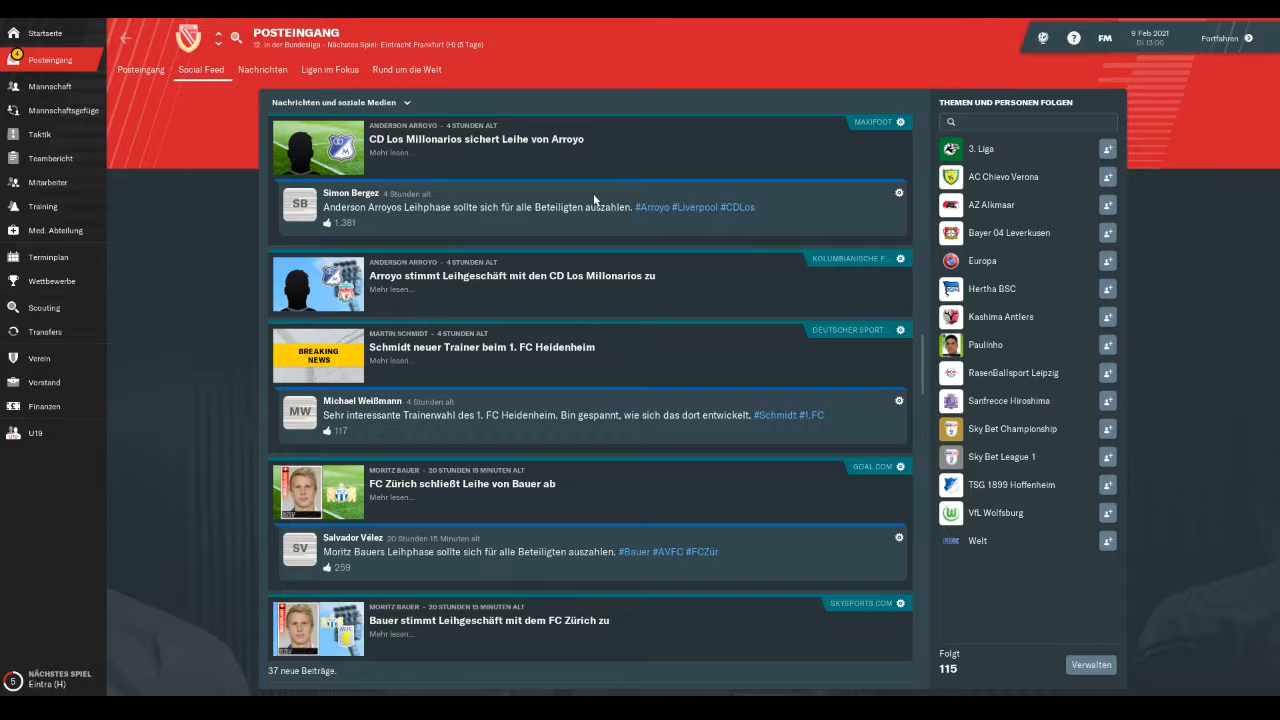 Startseite
4
Posteingang
Mannschaft
Mannschaftsgefüge
Taktik
Teambericht
Mitarbeiter
Training
Med. Abteilung
Terminplan
Wettbewerbe
Scouting
Transfers
Verein
Vorstand
Finanzen
U19
U19
5
NÄCHSTES SPIEL
Eintra (H)
POSTEINGANG
12. in der Bundesliga - Nächstes Spiel: Eintracht Frankfurt (H) (5 Tage)
?
FM
9 Feb 2021
Di 13:00
Fortfahren
Posteingang
Social Feed
Nachrichten
Ligen im Fokus
Rund um die Welt
Nachrichten und soziale Medien
ANDERSON ARROYO - 4 STUNDEN ALT
MAXIFOOT
CD Los Millonarios sichert Leihe von Arroyo
Mehr lesen...
SB
Simon Bergez 4 Stunden alt
Anderson Arroyos Leihphase sollte sich für alle Beteiligten auszahlen. #Arroyo #Liverpool #CDLos
1.381
ANDERSON ARROYO - 4 STUNDEN ALT
KOLUMBIANISCHE F...
Arroyo stimmt Leihgeschäft mit den CD Los Millonarios zu
Mehr lesen...
BREAKING
NEWS
MARTIN SCHMIDT - 4 STUNDEN ALT
DEUTSCHER SPORT...
Schmidt neuer Trainer beim 1. FC Heidenheim
Mehr lesen...
MW
Michael Weißmann 4 Stunden alt
Sehr interessante Trainerwahl des 1. FC Heidenheim. Bin gespannt, wie sich das dort entwickelt. #Schmidt #1.FC
117
MORITZ BAUER - 20 STUNDEN 15 MINUTEN ALT
GOAL.COM
FC Zürich schließt Leihe von Bauer ab
Mehr lesen...
SV
Salvador Vélez 20 Stunden 15 Minuten alt
Moritz Bauers Leihphase sollte sich für alle Beteiligten auszahlen. #Bauer #AVFC #FCZür
259
MORITZ BAUER - 20 STUNDEN 15 MINUTEN ALT
SKYSPORTS.COM
Bauer stimmt Leihgeschäft mit dem FC Zürich zu
Mehr lesen...
37 neue Beiträge.
THEMEN UND PERSONEN FOLGEN
3. Liga
AC Chievo Verona
AZ Alkmaar
Bayer 04 Leverkusen
Europa
Hertha BSC
Kashima Antlers
Paulinho
RasenBallsport Leipzig
Sanfrecce Hiroshima
Sky Bet Championship
Sky Bet League 1
TSG 1899 Hoffenheim
VfL Wolfsburg
Welt
Folgt
115
Verwalten